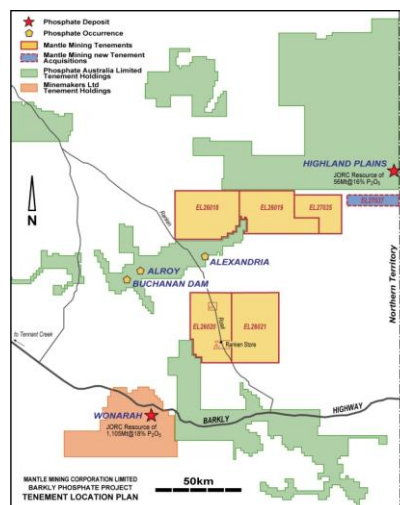 Phosphate Deposit
Phosphate Occurrence
Mantle Mining Tenements
Mantle Mining new Tenement
Acquisitions
Phosphate Australia Limited
Tenement Holdings
Minemakers Ltd
Tenement Holdings
HIGHLAND PLAINS
JORC Resource of
56Mt@16% P₂O₅
N
Ranken
EL26018
EL26019
EL27035
ALEXANDRIA
ALROY
BUCHANAN DAM
Northern Territory
EL26020
EL26021
Road
Ranken Store
to Tennant Creek
WONARAH
JORC Resource of
1,105Mt@18% P₂O₅
BARKLY
HIGHWAY
MANTLE MINING CORPORATION LIMITED
BARKLY PHOSPHATE PROJECT
TENEMENT LOCATION PLAN
50km